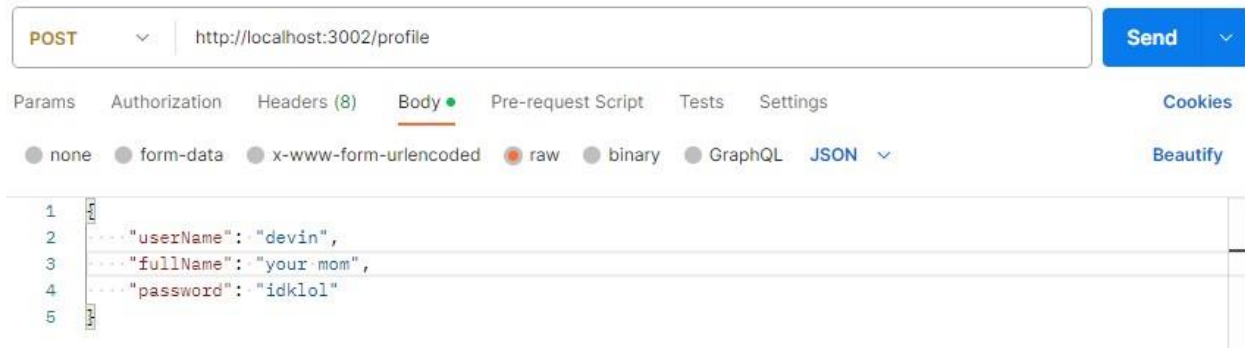 POST http://localhost:3002/profile Send
Params Authorization Headers (8) Body Pre-request Script Tests Settings Cookies
none form-data x-www-form-urlencoded raw binary GraphQL JSON Beautify
1 {
2 "userName": "devin",
3 "fullName": "your mom",
4 "password": "idklol"
5 }